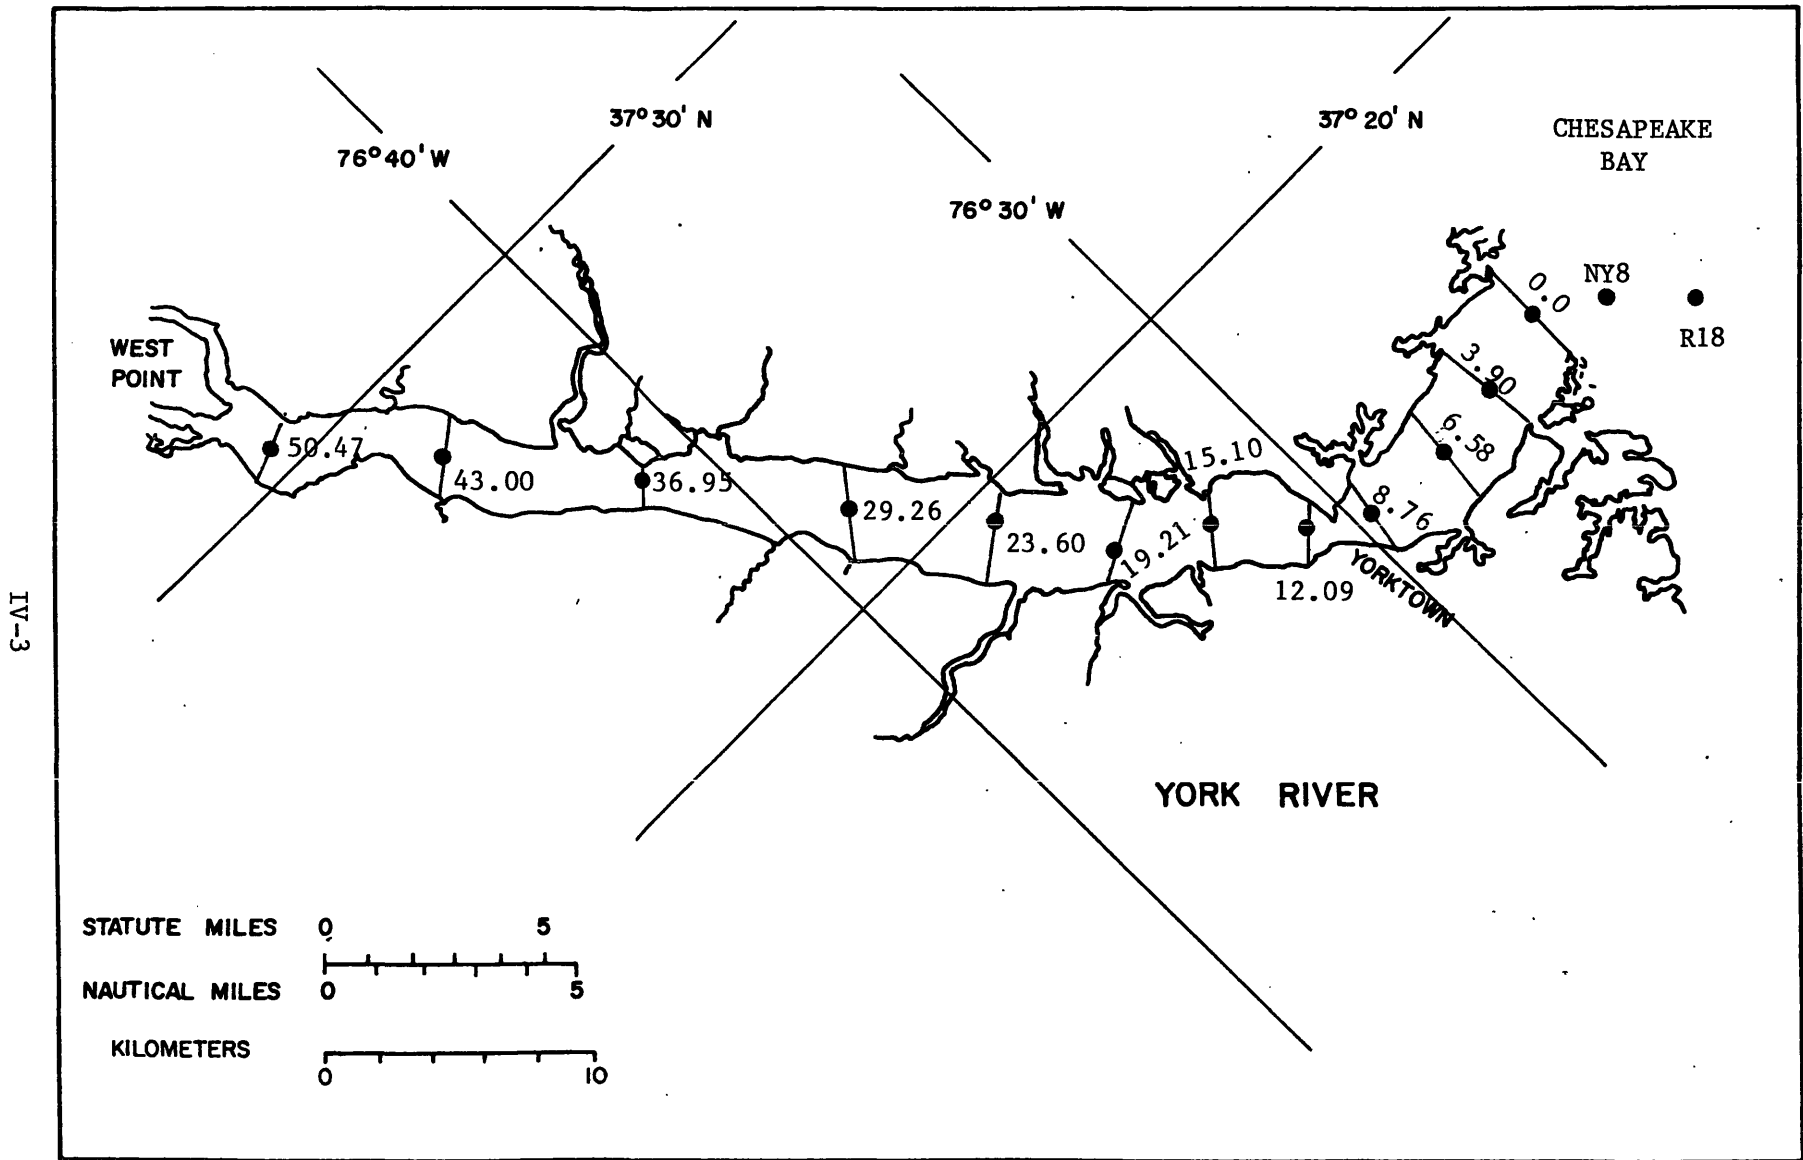 37° 30' N
37° 20' N
CHESAPEAKE
BAY
76° 40' W
76° 30' W
NY8
0.0
R18
WEST
POINT
3.90
50.47
43.00
36.95
29.26
23.60
19.21
15.10
12.09
8.76
6.58
YORKTOWN
IV-3
YORK RIVER
STATUTE MILES 0 5
NAUTICAL MILES 0 5
KILOMETERS
0 10